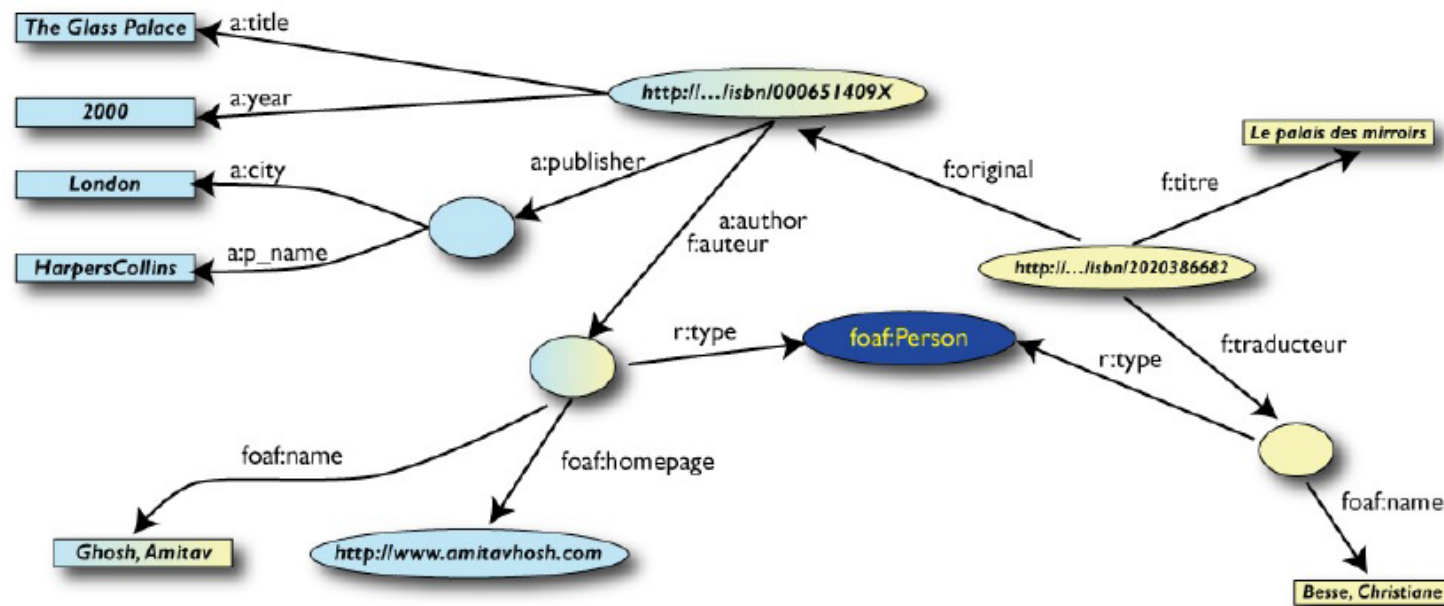 The Glass Palace
a:title
http://.../isbn/000651409X
2000
a:year
Le palais des mirroirs
London
a:city
a:publisher
f:original
f:titre
a:author
f:auteur
HarpersCollins
a:p_name
http://.../isbn/2020386682
r:type
foaf:Person
r:type
f:traducteur
foaf:name
foaf:homepage
foaf:name
Ghosh, Amitav
http://www.amitavhosh.com
Besse, Christiane